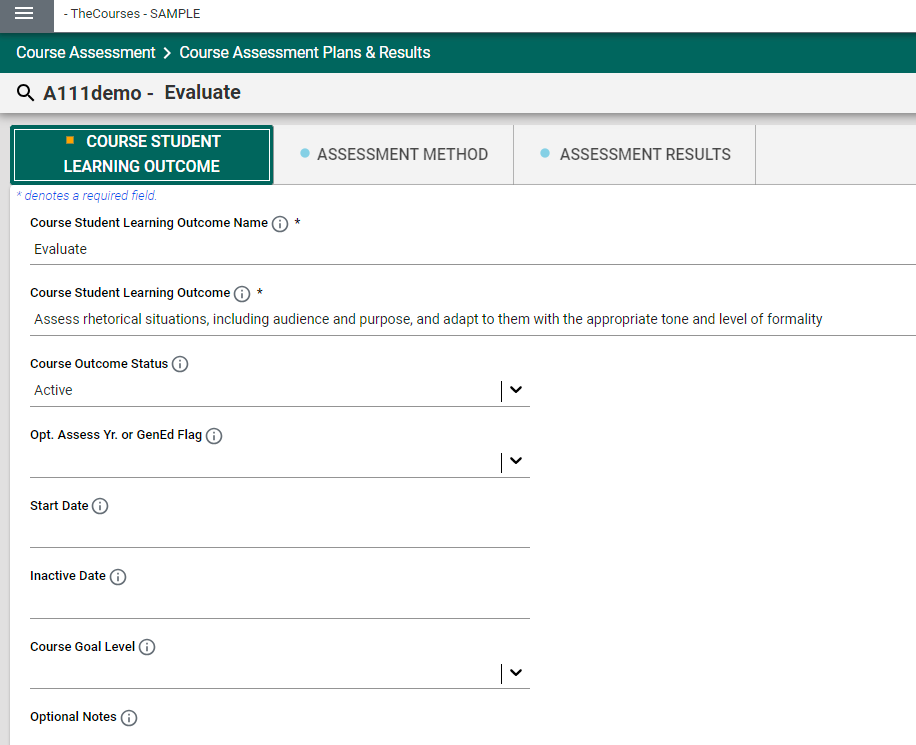 - TheCourses - SAMPLE
Course Assessment > Course Assessment Plans & Results
A111demo - Evaluate
COURSE STUDENT
LEARNING OUTCOME
ASSESSMENT METHOD
ASSESSMENT RESULTS
* denotes a required field.
Course Student Learning Outcome Name *
Evaluate
Course Student Learning Outcome *
Assess rhetorical situations, including audience and purpose, and adapt to them with the appropriate tone and level of formality
Course Outcome Status
Active
Opt. Assess Yr. or GenEd Flag
Start Date
Inactive Date
Course Goal Level
Optional Notes